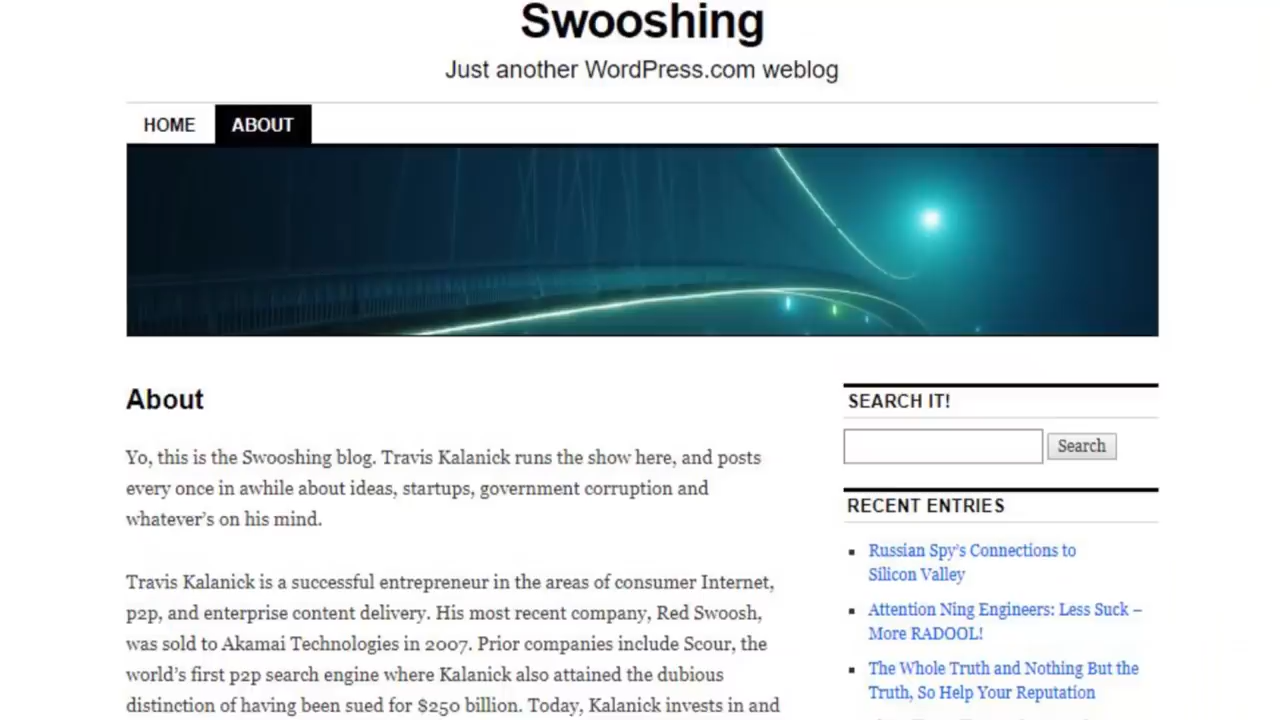 Swooshing
Just another WordPress.com weblog
HOME
ABOUT
About
Yo, this is the Swooshing blog. Travis Kalanick runs the show here, and posts
every once in awhile about ideas, startups, government corruption and
whatever's on his mind.
Travis Kalanick is a successful entrepreneur in the areas of consumer Internet,
p2p, and enterprise content delivery. His most recent company, Red Swoosh,
was sold to Akamai Technologies in 2007. Prior companies include Scour, the
world's first p2p search engine where Kalanick also attained the dubious
distinction of having been sued for $250 billion. Today, Kalanick invests in and
SEARCH IT!
Search
RECENT ENTRIES
Russian Spy's Connections to
Silicon Valley
Attention Ning Engineers: Less Suck –
More RADOOL!
The Whole Truth and Nothing But the
Truth, So Help Your Reputation